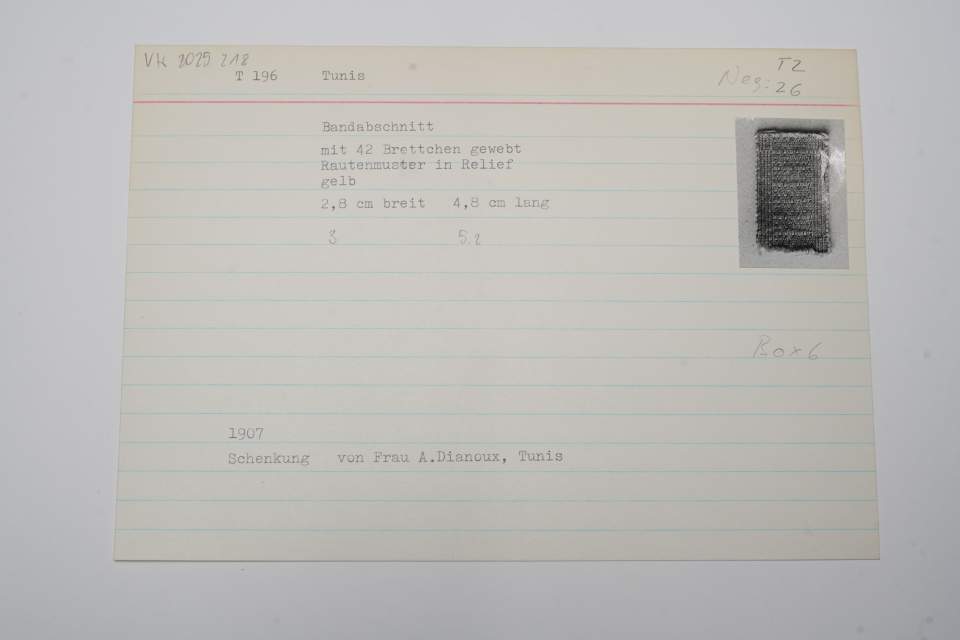 VK 2025 218
T 196 Tunis
Neg: T2 26
Bandabschnitt
mit 42 Brettchen gewebt
Rautenmuster in Relief
gelb
2,8 cm breit 4,8 cm lang
3 5.2
Box 6
1907
Schenkung von Frau A.Dianoux, Tunis